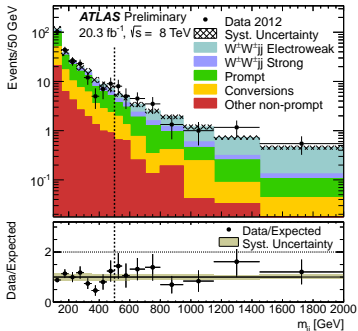 ATLAS Preliminary
20.3 fb⁻¹, √s = 8 TeV
Data 2012
Syst. Uncertainty
W±W±jj Electroweak
W±W±jj Strong
Prompt
Conversions
Other non-prompt
Events/50 GeV
10²
10
1
10⁻¹
Data/Expected
Syst. Uncertainty
Data/Expected
2
1
0
200 400 600 800 1000 1200 1400 1600 1800 2000
m_jj [GeV]